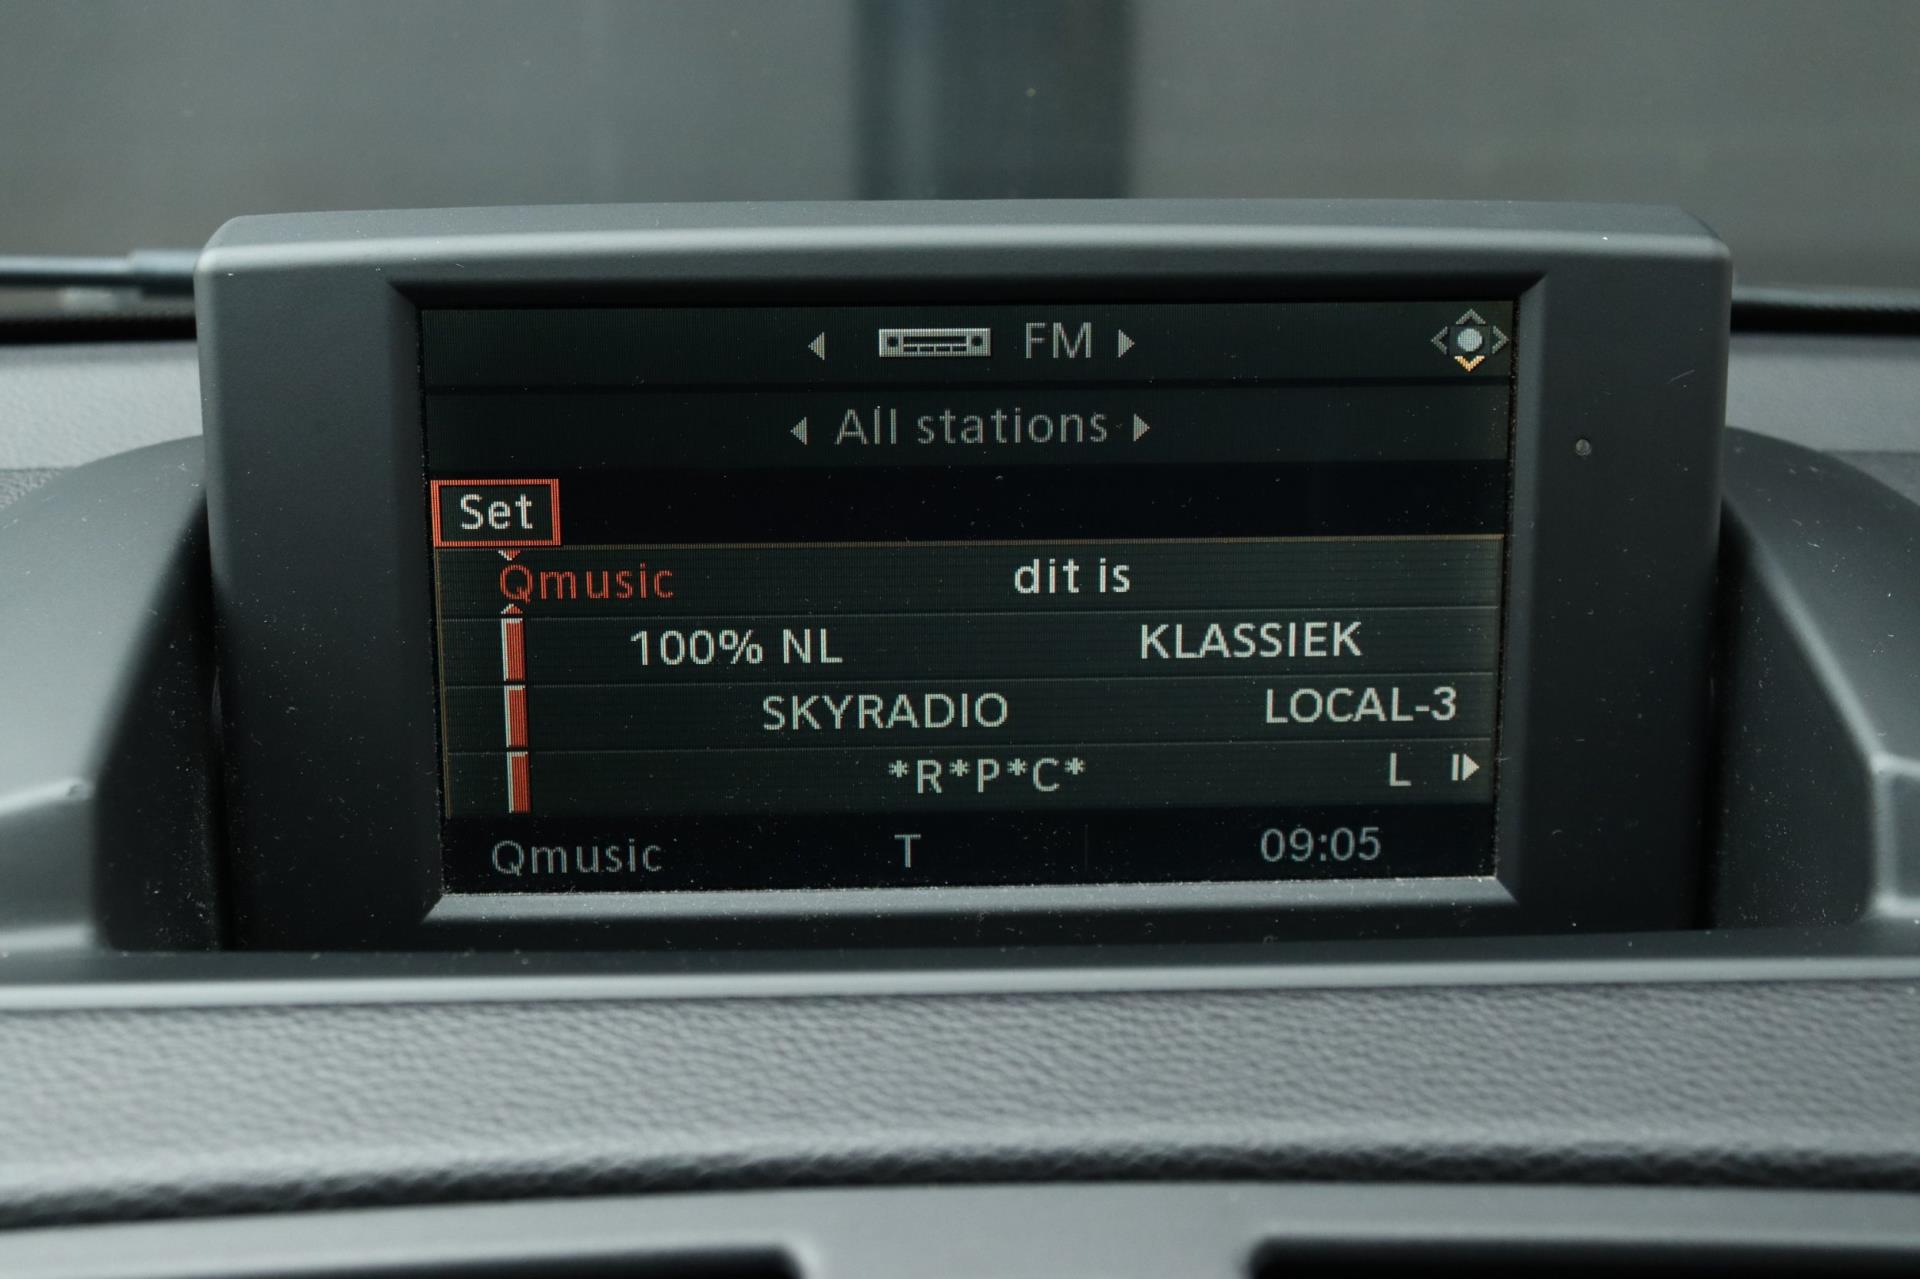 FM
All stations
Set
Qmusic dit is
100% NL KLASSIEK
SKYRADIO LOCAL-3
*R*P*C* L
Qmusic T 09:05